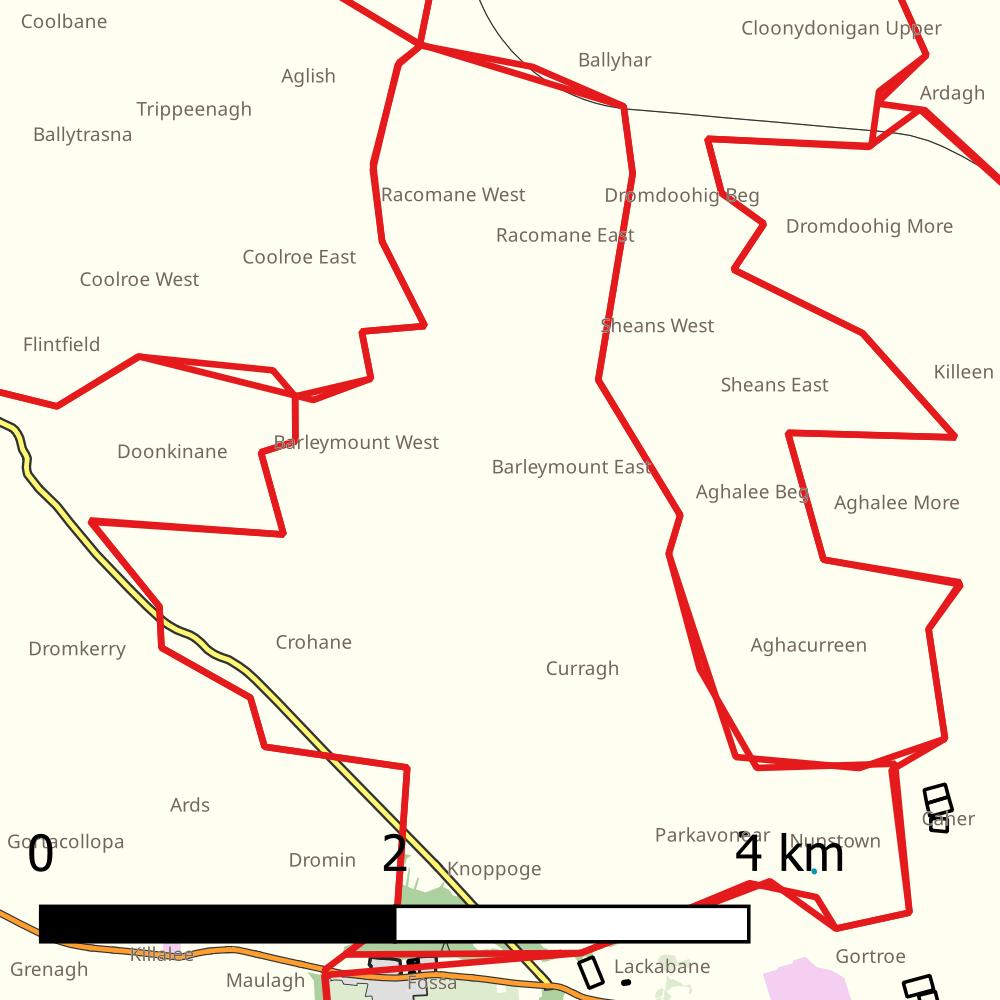 Coolbane
Cloonydonigan Upper
Ballyhar
Aglish
Ardagh
Trippeenagh
Ballytrasna
Racomane West
Dromdoohig Beg
Dromdoohig More
Racomane East
Coolroe East
Coolroe West
Sheans West
Flintfield
Killeen
Sheans East
Barleymount West
Doonkinane
Barleymount East
Aghalee Beg
Aghalee More
Crohane
Dromkerry
Aghacurreen
Curragh
Ards
Caher
Parkavonear
Nunstown
Gortacollopa
0
2
4 km
Dromin
Knoppoge
Killalee
Gortroe
Lackabane
Grenagh
Maulagh
Fossa